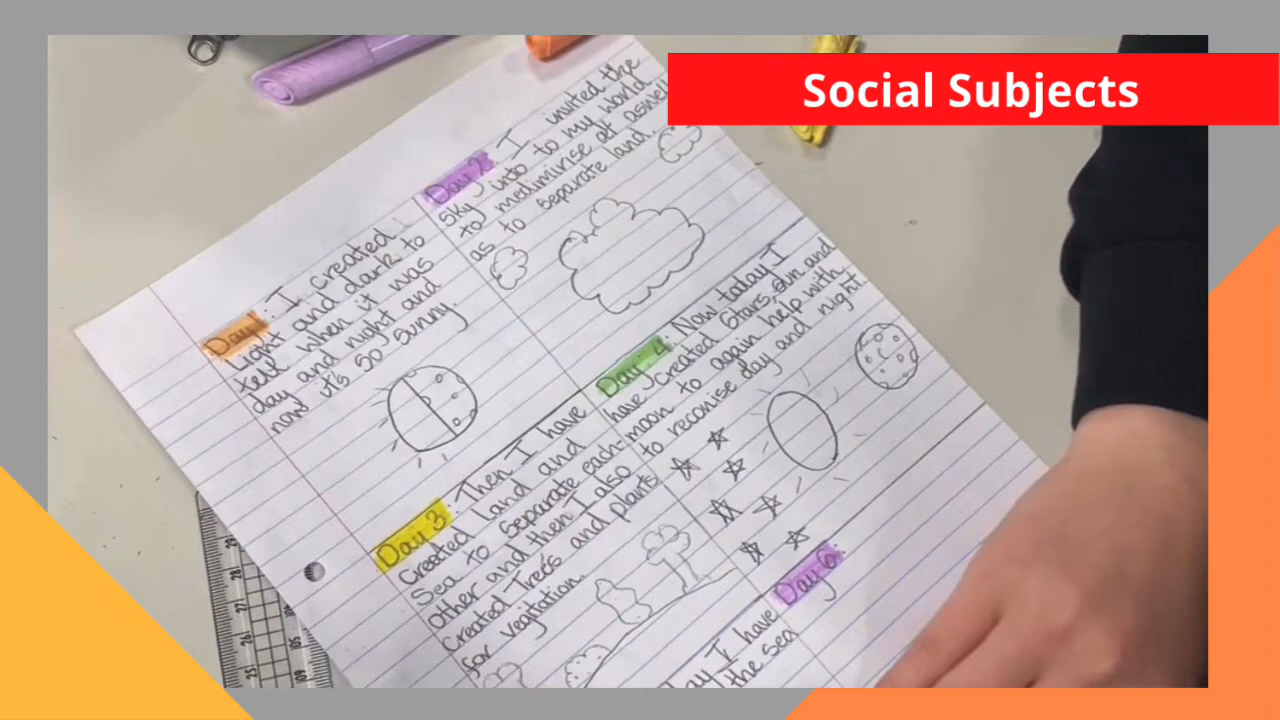 Social Subjects
Day 1: I created
Light and dark to
tell when it was
day and night and
now it's so sunny.
Day 2: I invited the
sky into to my world
to mediminise at aswell
as to separate land.
Day 3: Then I have
created land and
Sea to separate each
other and then I also
created Trees and plants
for vegitation.
Day 4: Now today I
have created stars, sun and
moon to again help with
to reconise day and night.
day I have
the sea
Day 6: